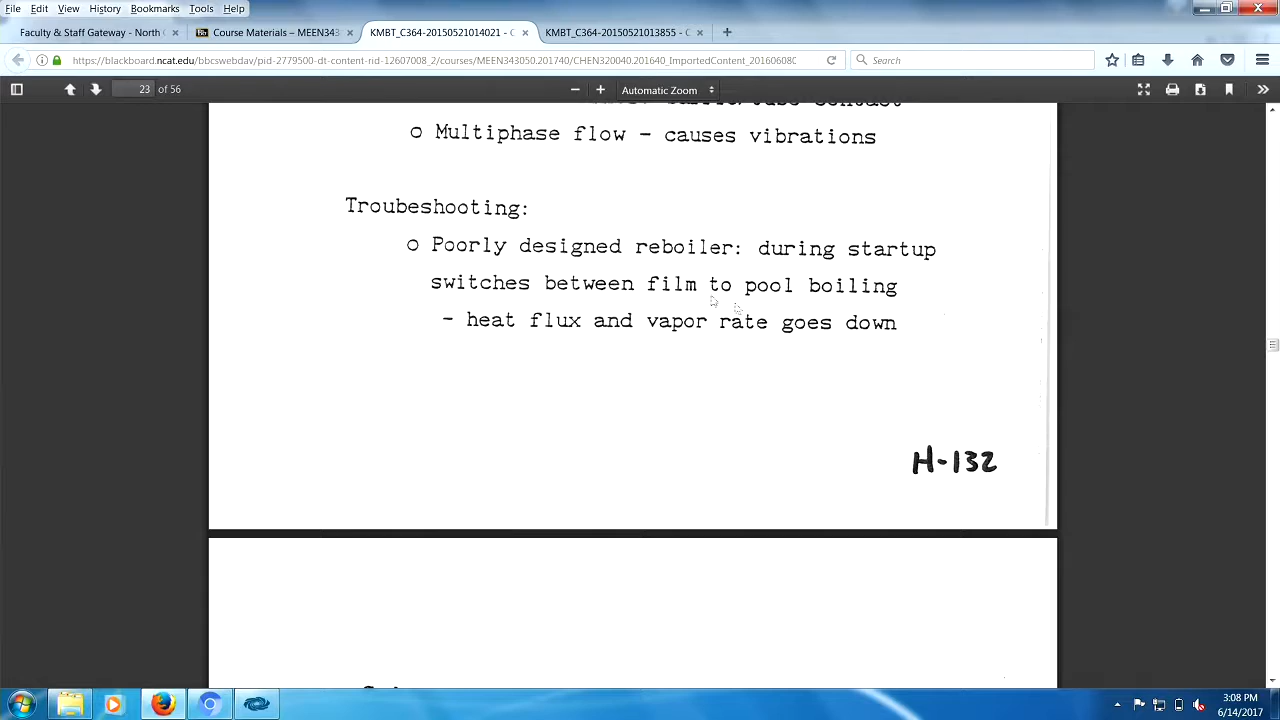 File Edit View History Bookmarks Tools Help
Faculty & Staff Gateway - North C × Course Materials – MEEN343 × KMBT_C364-20150521014021 - C × KMBT_C364-20150521013855 - C × +
https://blackboard.ncat.edu/bbcswebdav/pid-2779500-dt-content-rid-12607008_2/courses/MEEN343050.201740/CHEN320040.201640_ImportedContent_201606080 Search
23 of 56 Automatic Zoom
contact
o Multiphase flow - causes vibrations
Troubeshooting:
o Poorly designed reboiler: during startup
switches between film to pool boiling
- heat flux and vapor rate goes down
H-132
3:08 PM
6/14/2017